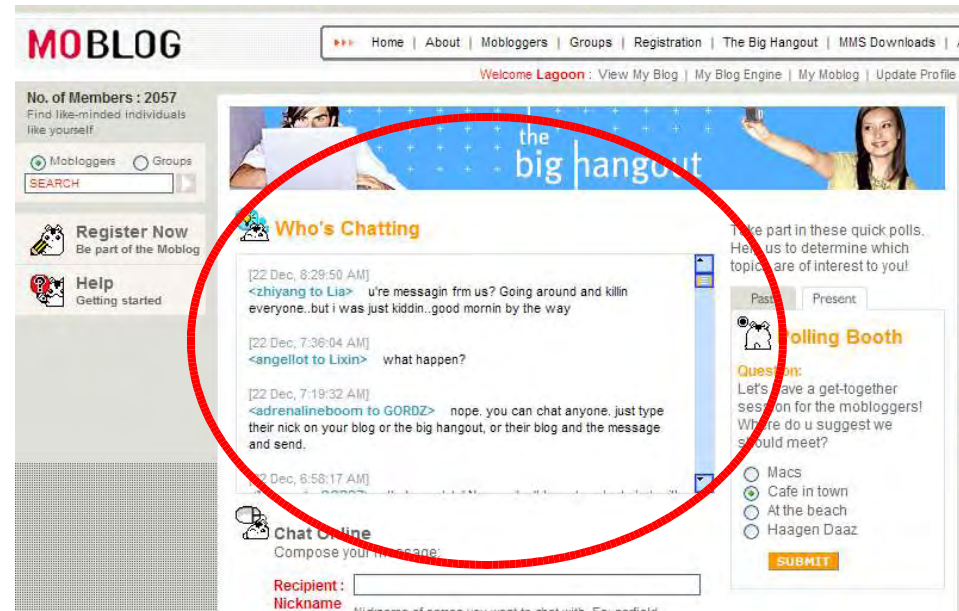 MOBLOG
Home | About | Mobloggers | Groups | Registration | The Big Hangout | MMS Downloads |
Welcome Lagoon : View My Blog | My Blog Engine | My Moblog | Update Profile
No. of Members : 2057
Find like-minded individuals
like yourself
Mobloggers Groups
SEARCH
Register Now
Be part of the Moblog
Help
Getting started
the
big hangout
Who's Chatting
[22 Dec, 8:29:50 AM]
<zhiyang to Lia> u're messagin frm us? Going around and killin
everyone..but i was just kiddin..good mornin by the way
[22 Dec, 7:36:04 AM]
<angellot to Lixin> what happen?
[22 Dec, 7:19:32 AM]
<adrenalineboom to GORDZ> nope. you can chat anyone. just type
their nick on your blog or the big hangout, or their blog and the message
and send.
[22 Dec, 6:58:17 AM]
Chat Online
Compose your message:
Recipient :
Nickname
Take part in these quick polls.
Help us to determine which
topics are of interest to you!
Past Present
Polling Booth
Question:
Let's have a get-together
session for the mobloggers!
Where do u suggest we
should meet?
Macs
Cafe in town
At the beach
Haagen Daaz
SUBMIT